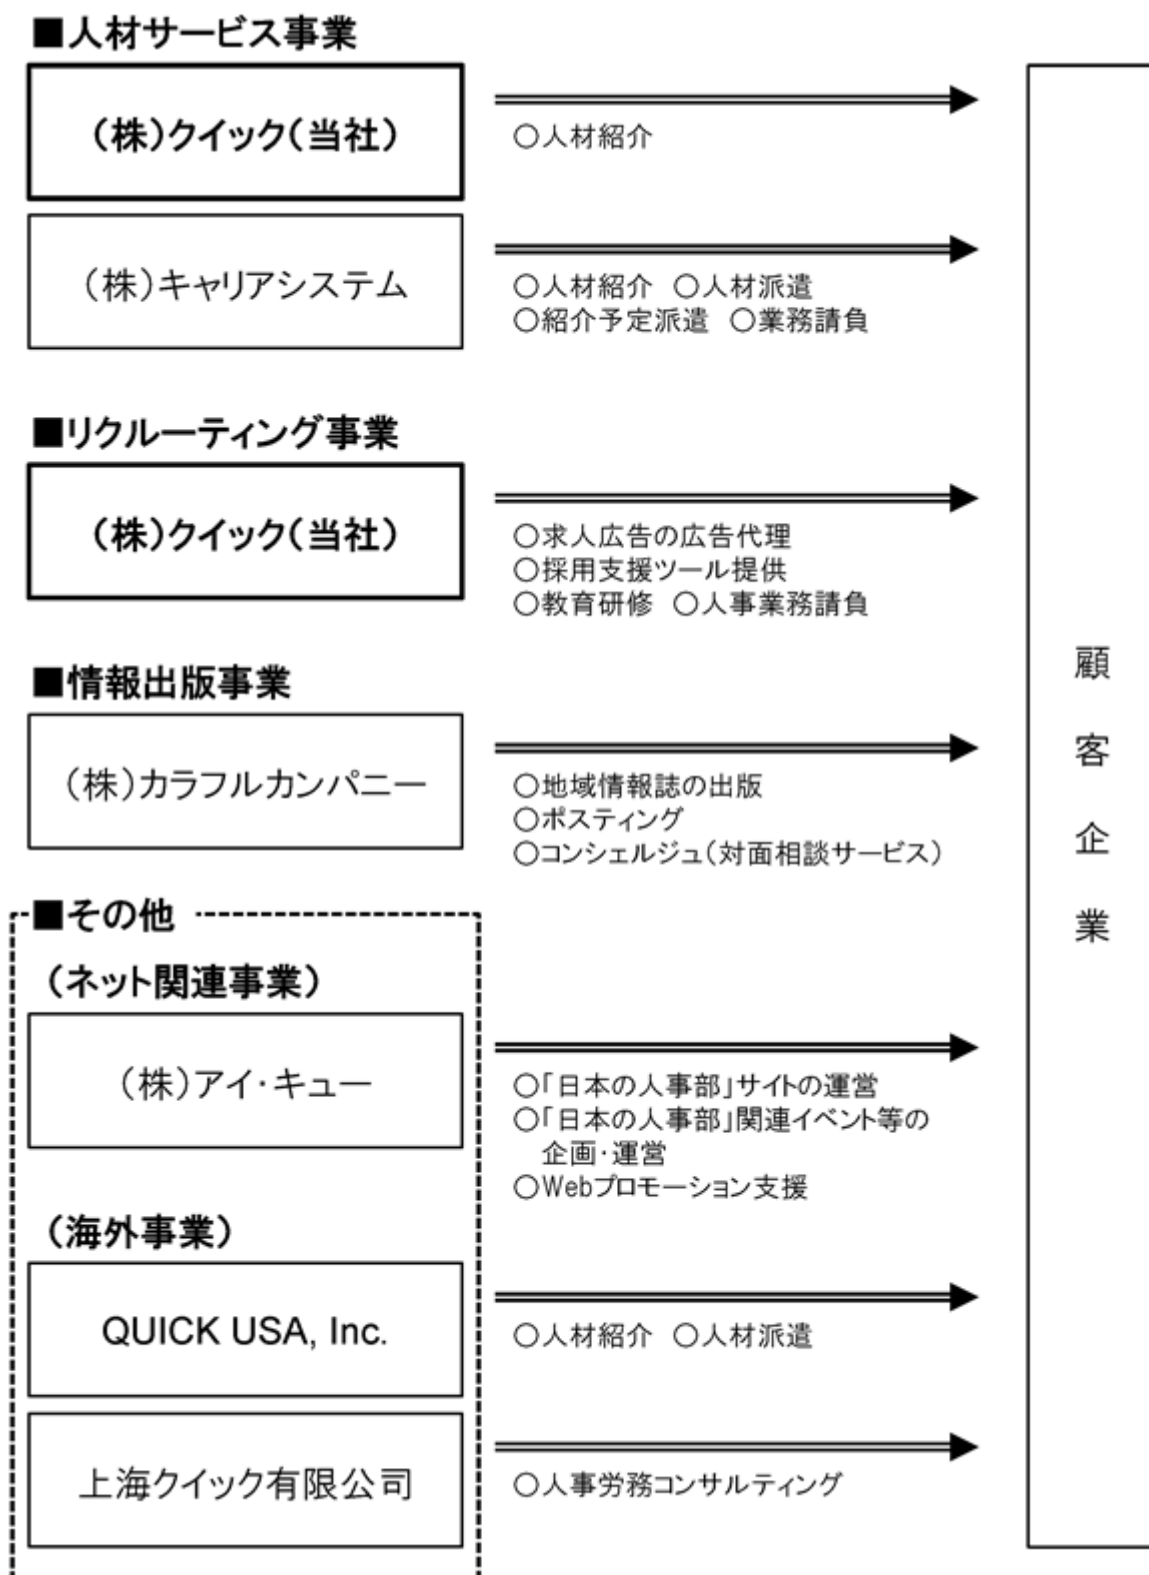 ■人材サービス事業
（株）クイック（当社）
○人材紹介
（株）キャリアシステム
○人材紹介　○人材派遣
○紹介予定派遣　○業務請負
■リクルーティング事業
（株）クイック（当社）
○求人広告の広告代理
○採用支援ツール提供
○教育研修　○人事業務請負
■情報出版事業
（株）カラフルカンパニー
○地域情報誌の出版
○ポスティング
○コンシェルジュ（対面相談サービス）
■その他
（ネット関連事業）
（株）アイ・キュー
○「日本の人事部」サイトの運営
○「日本の人事部」関連イベント等の
企画・運営
○Webプロモーション支援
（海外事業）
QUICK USA, Inc.
○人材紹介　○人材派遣
上海クイック有限公司
○人事労務コンサルティング
顧客企業